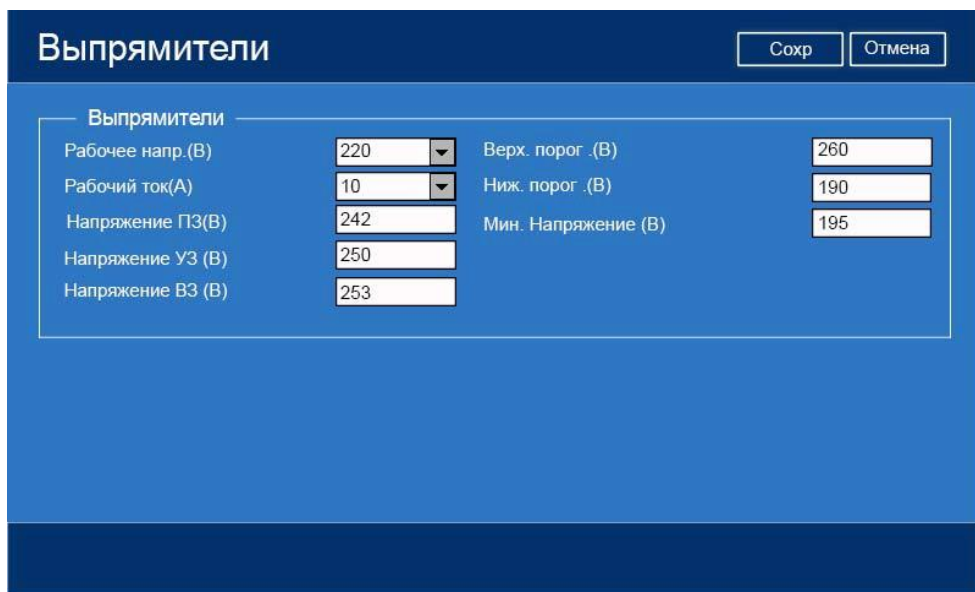 Выпрямители
Сохр
Отмена
Выпрямители
Рабочее напр.(В)
220
Рабочий ток(А)
10
Напряжение ПЗ(В)
242
Напряжение УЗ (В)
250
Напряжение ВЗ (В)
253
Верх. порог .(В)
260
Ниж. порог .(В)
190
Мин. Напряжение (В)
195